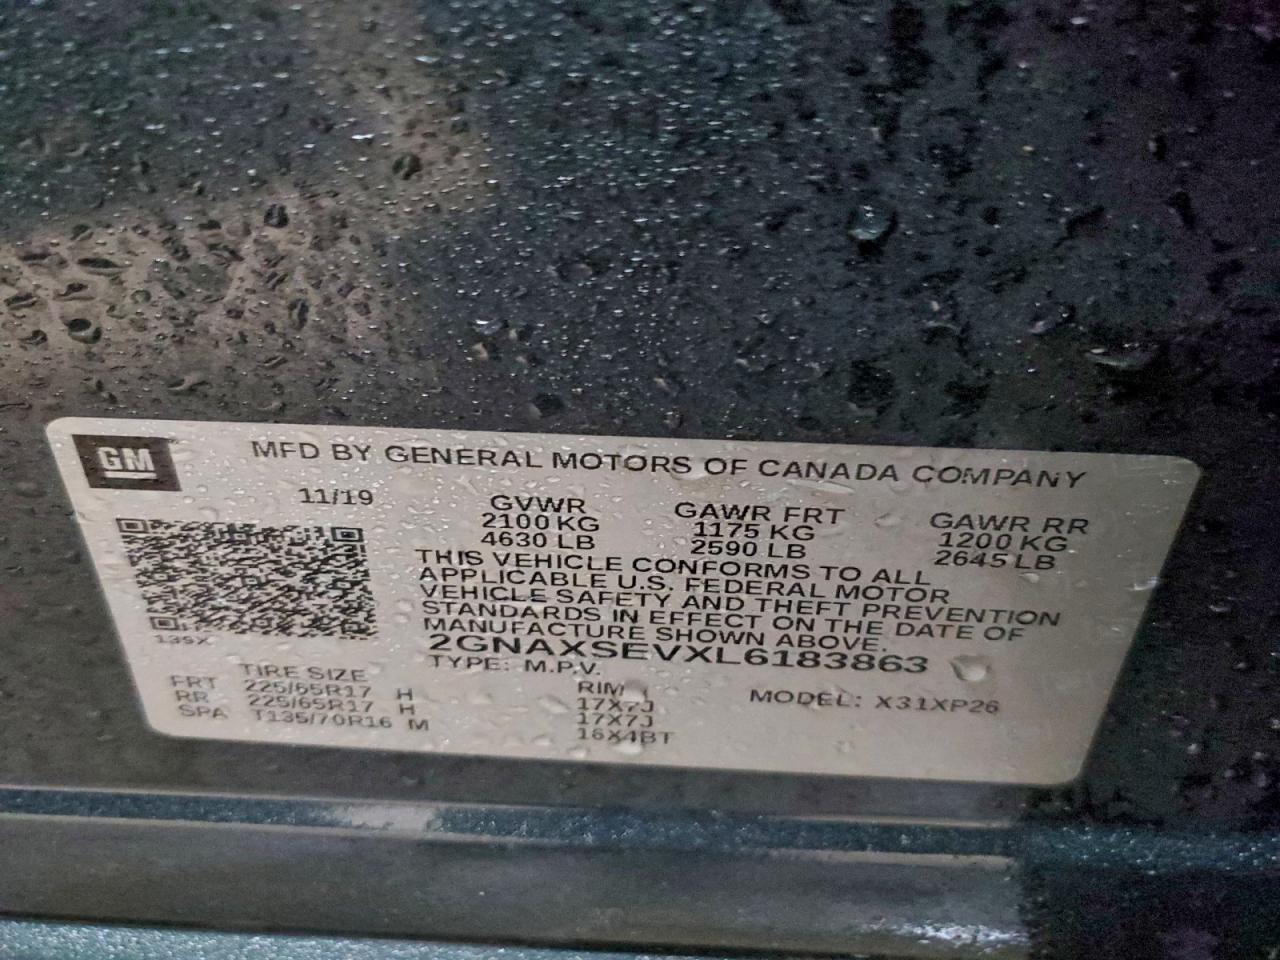 GM
MFD BY GENERAL MOTORS OF CANADA COMPANY
11/19
GVWR GAWR FRT GAWR RR
2100 KG 1175 KG 1200 KG
4630 LB 2590 LB 2645 LB
THIS VEHICLE CONFORMS TO ALL
APPLICABLE U.S. FEDERAL MOTOR
VEHICLE SAFETY AND THEFT PREVENTION
STANDARDS IN EFFECT ON THE DATE OF
MANUFACTURE SHOWN ABOVE.
139X
2GNAXSEVXL6183863
TYPE: M.P.V. MODEL: X31XP26
TIRE SIZE RIM
FRT 225/65R17 H 17X7J
RR 225/65R17 H 17X7J
SPA T135/70R16 M 16X4BT